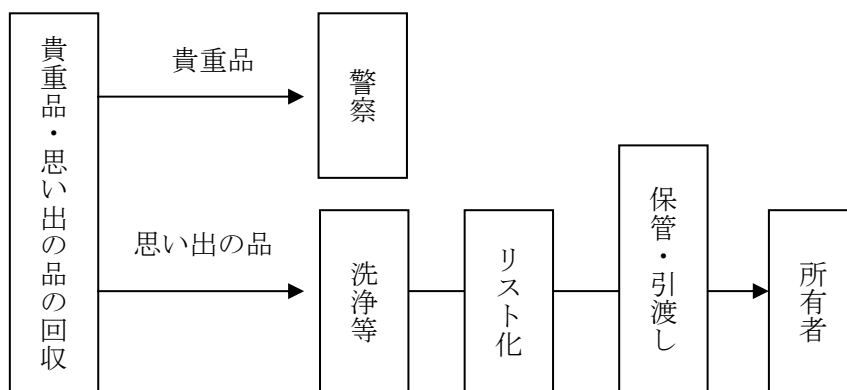 貴重品・思い出の品の回収
貴重品
警察
思い出の品
洗浄等
リスト化
保管・引渡し
所有者